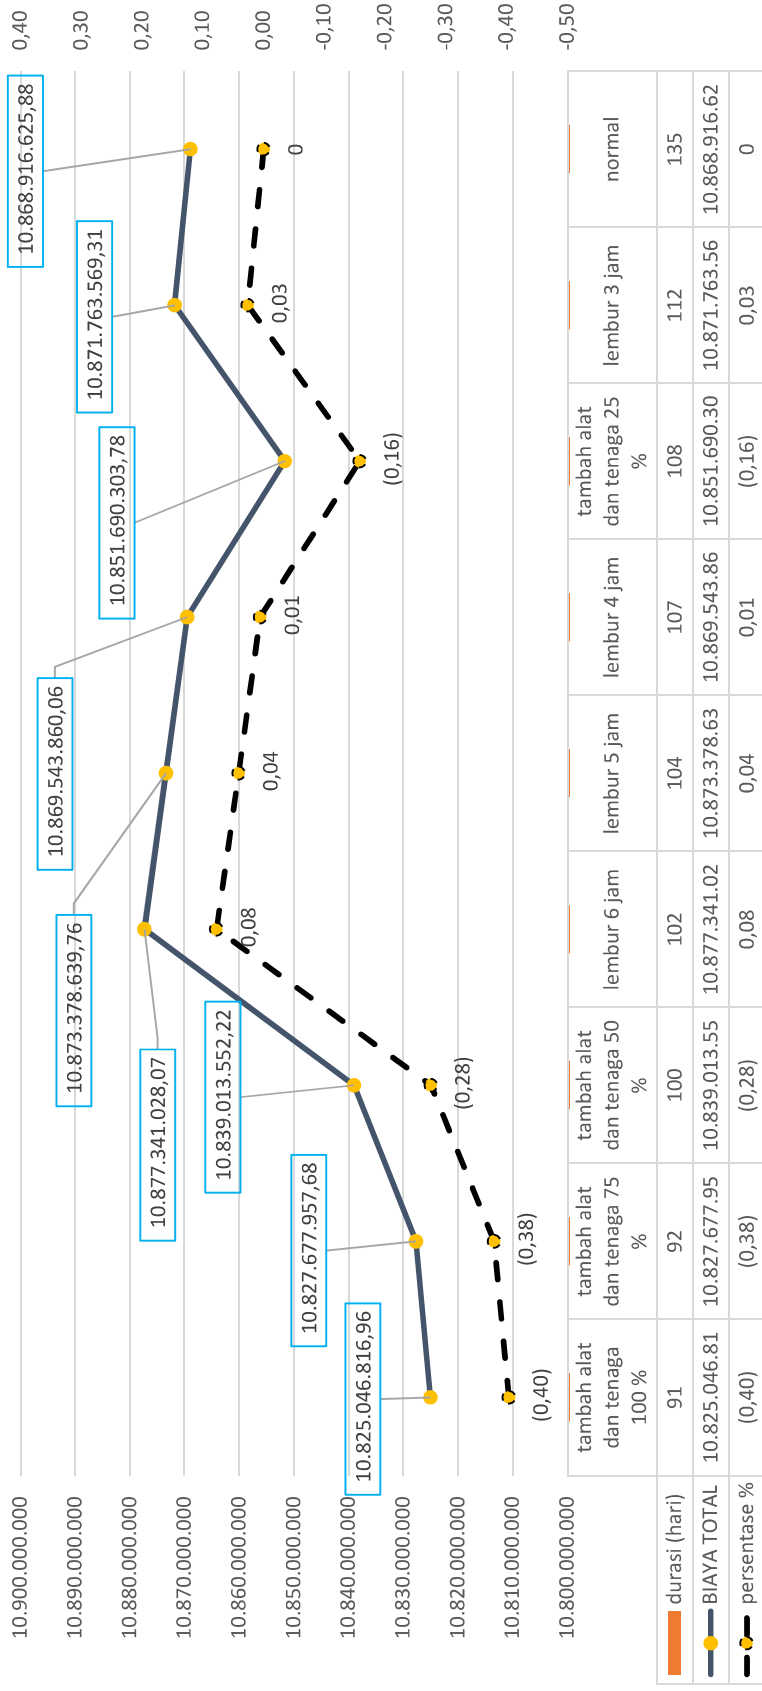 10.900.000.000
10.890.000.000
10.880.000.000
10.870.000.000
10.860.000.000
10.850.000.000
10.840.000.000
10.830.000.000
10.820.000.000
10.810.000.000
10.800.000.000
0,40
0,30
0,20
0,10
0,00
-0,10
-0,20
-0,30
-0,40
-0,50
10.825.046.816,96
10.827.677.957,68
10.839.013.552,22
10.877.341.028,07
10.873.378.639,76
10.869.543.860,06
10.851.690.303,78
10.871.763.569,31
10.868.916.625,88
(0,40)
(0,38)
(0,28)
0,08
0,04
0,01
(0,16)
0,03
0
tambah alat
dan tenaga
100 %
tambah alat
dan tenaga 75
%
tambah alat
dan tenaga 50
%
lembur 6 jam
lembur 5 jam
lembur 4 jam
tambah alat
dan tenaga 25
%
lembur 3 jam
normal
durasi (hari) 91 92 100 102 104 107 108 112 135
BIAYA TOTAL 10.825.046.81 10.827.677.95 10.839.013.55 10.877.341.02 10.873.378.63 10.869.543.86 10.851.690.30 10.871.763.56 10.868.916.62
persentase % (0,40) (0,38) (0,28) 0,08 0,04 0,01 (0,16) 0,03 0